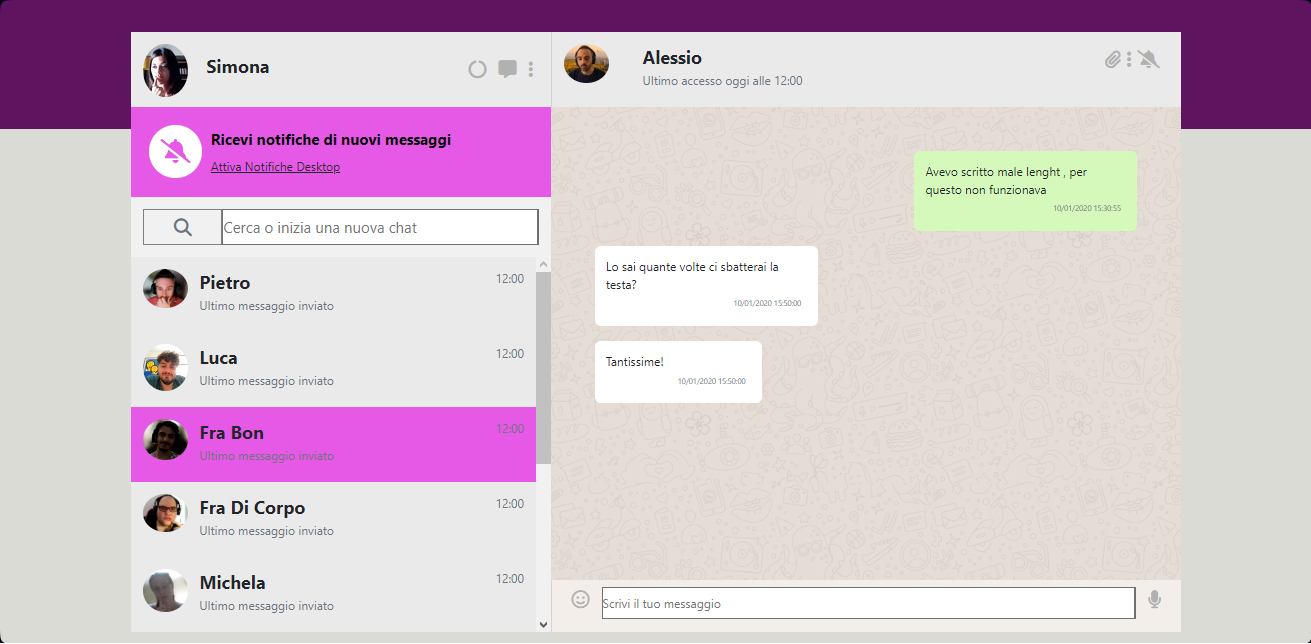 Simona
Ricevi notifiche di nuovi messaggi
Attiva Notifiche Desktop
Cerca o inizia una nuova chat
Pietro
12:00
Ultimo messaggio inviato
Luca
12:00
Ultimo messaggio inviato
Fra Bon
12:00
Ultimo messaggio inviato
Fra Di Corpo
12:00
Ultimo messaggio inviato
Michela
12:00
Ultimo messaggio inviato
Alessio
Ultimo accesso oggi alle 12:00
Avevo scritto male lenght , per
questo non funzionava
10/01/2020 15:30:55
Lo sai quante volte ci sbatterai la
testa?
10/01/2020 15:50:00
Tantissime!
10/01/2020 15:50:00
Scrivi il tuo messaggio